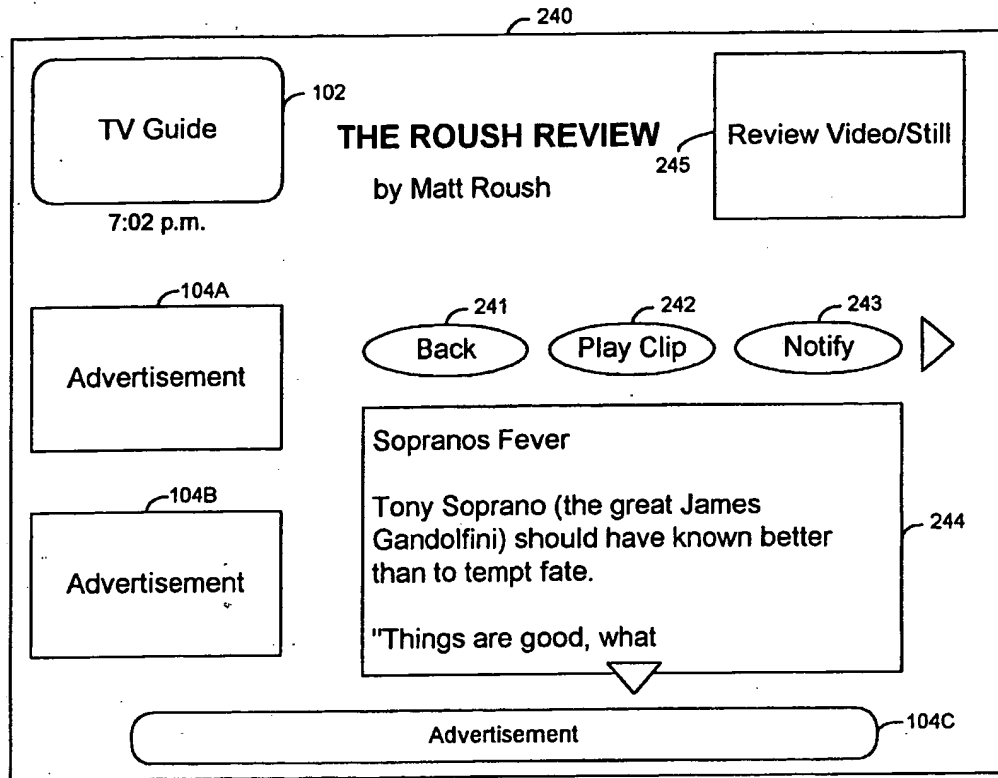 240
TV Guide
102
7:02 p.m.
THE ROUSH REVIEW
by Matt Roush
245
Review Video/Still
104A
Advertisement
104B
Advertisement
241
Back
242
Play Clip
243
Notify
Sopranos Fever
Tony Soprano (the great James
Gandolfini) should have known better
than to tempt fate.
"Things are good, what
244
Advertisement
104C